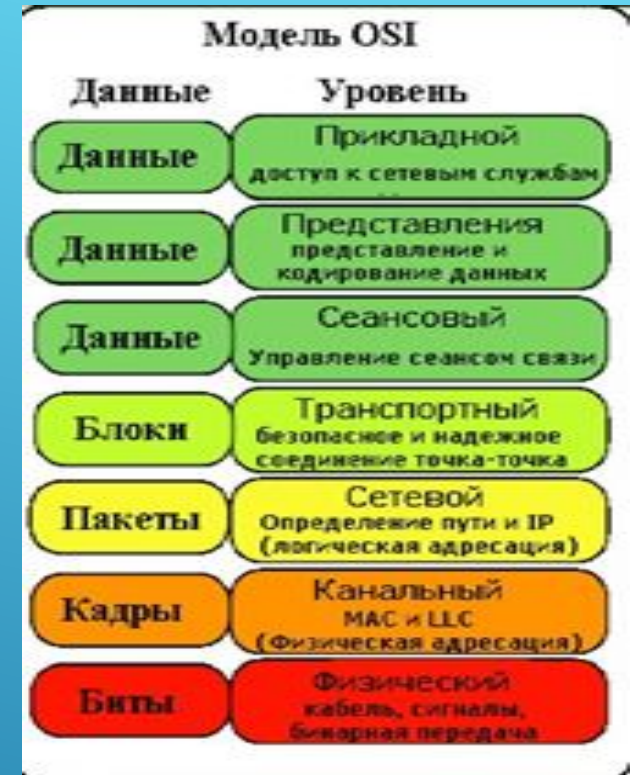 Модель OSI
Данные Уровень
Данные
Прикладной
доступ к сетевым службам
Данные
Представления
представление и
кодирование данных
Данные
Сеансовый
Управление сеансом связи
Блоки
Транспортный
безопасное и надежное
соединение точка-точка
Пакеты
Сетевой
Определение пути и IP
(логическая адресация)
Кадры
Канальный
MAC и LLC
(Физическая адресация)
Биты
Физический
кабель, сигналы,
бинарная передача